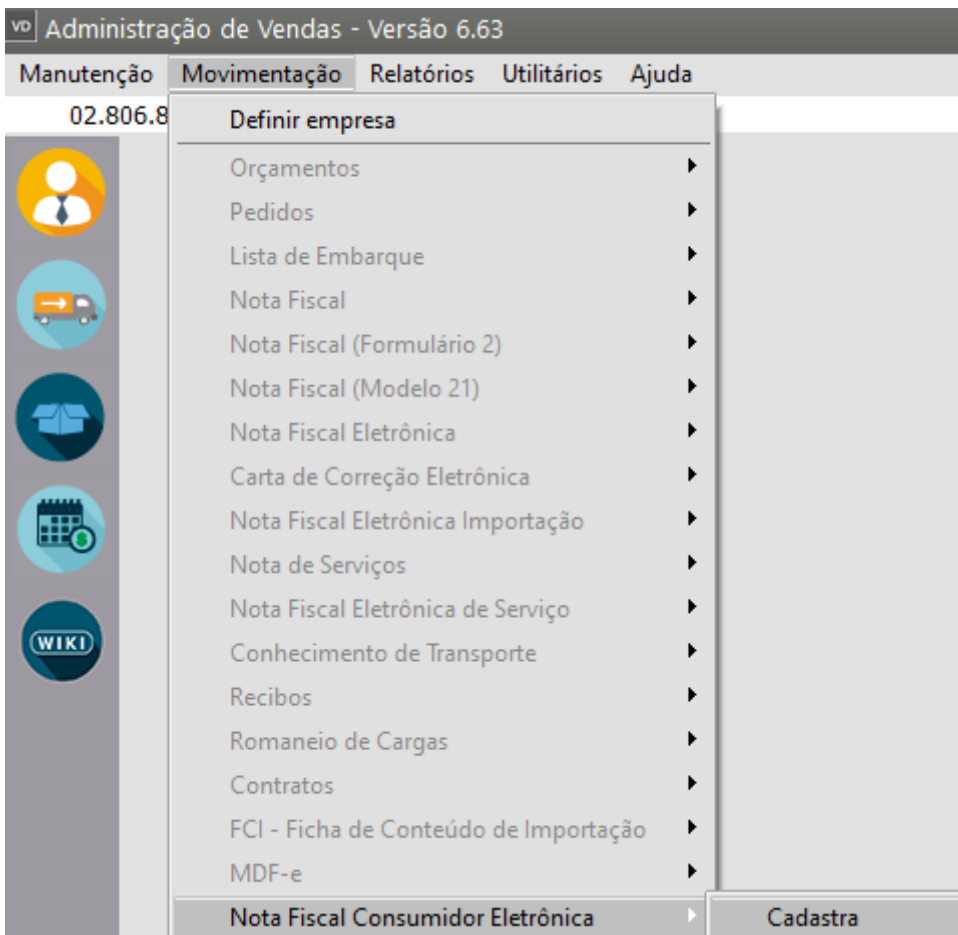 VD Administração de Vendas - Versão 6.63
Manutenção Movimentação Relatórios Utilitários Ajuda
02.806.8
Definir empresa
Orçamentos
Pedidos
Lista de Embarque
Nota Fiscal
Nota Fiscal (Formulário 2)
Nota Fiscal (Modelo 21)
Nota Fiscal Eletrônica
Carta de Correção Eletrônica
Nota Fiscal Eletrônica Importação
Nota de Serviços
Nota Fiscal Eletrônica de Serviço
WIKI
Conhecimento de Transporte
Recibos
Romaneio de Cargas
Contratos
FCI - Ficha de Conteúdo de Importação
MDF-e
Nota Fiscal Consumidor Eletrônica Cadastra